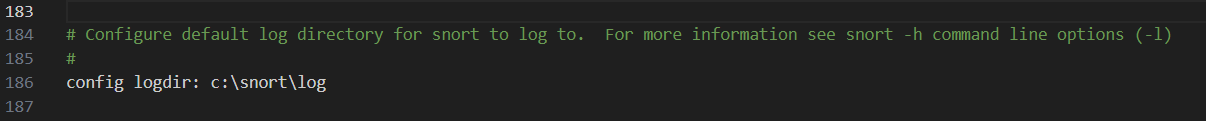 183
184 # Configure default log directory for snort to log to.  For more information see snort -h command line options (-l)
185 #
186 config logdir: c:\snort\log
187